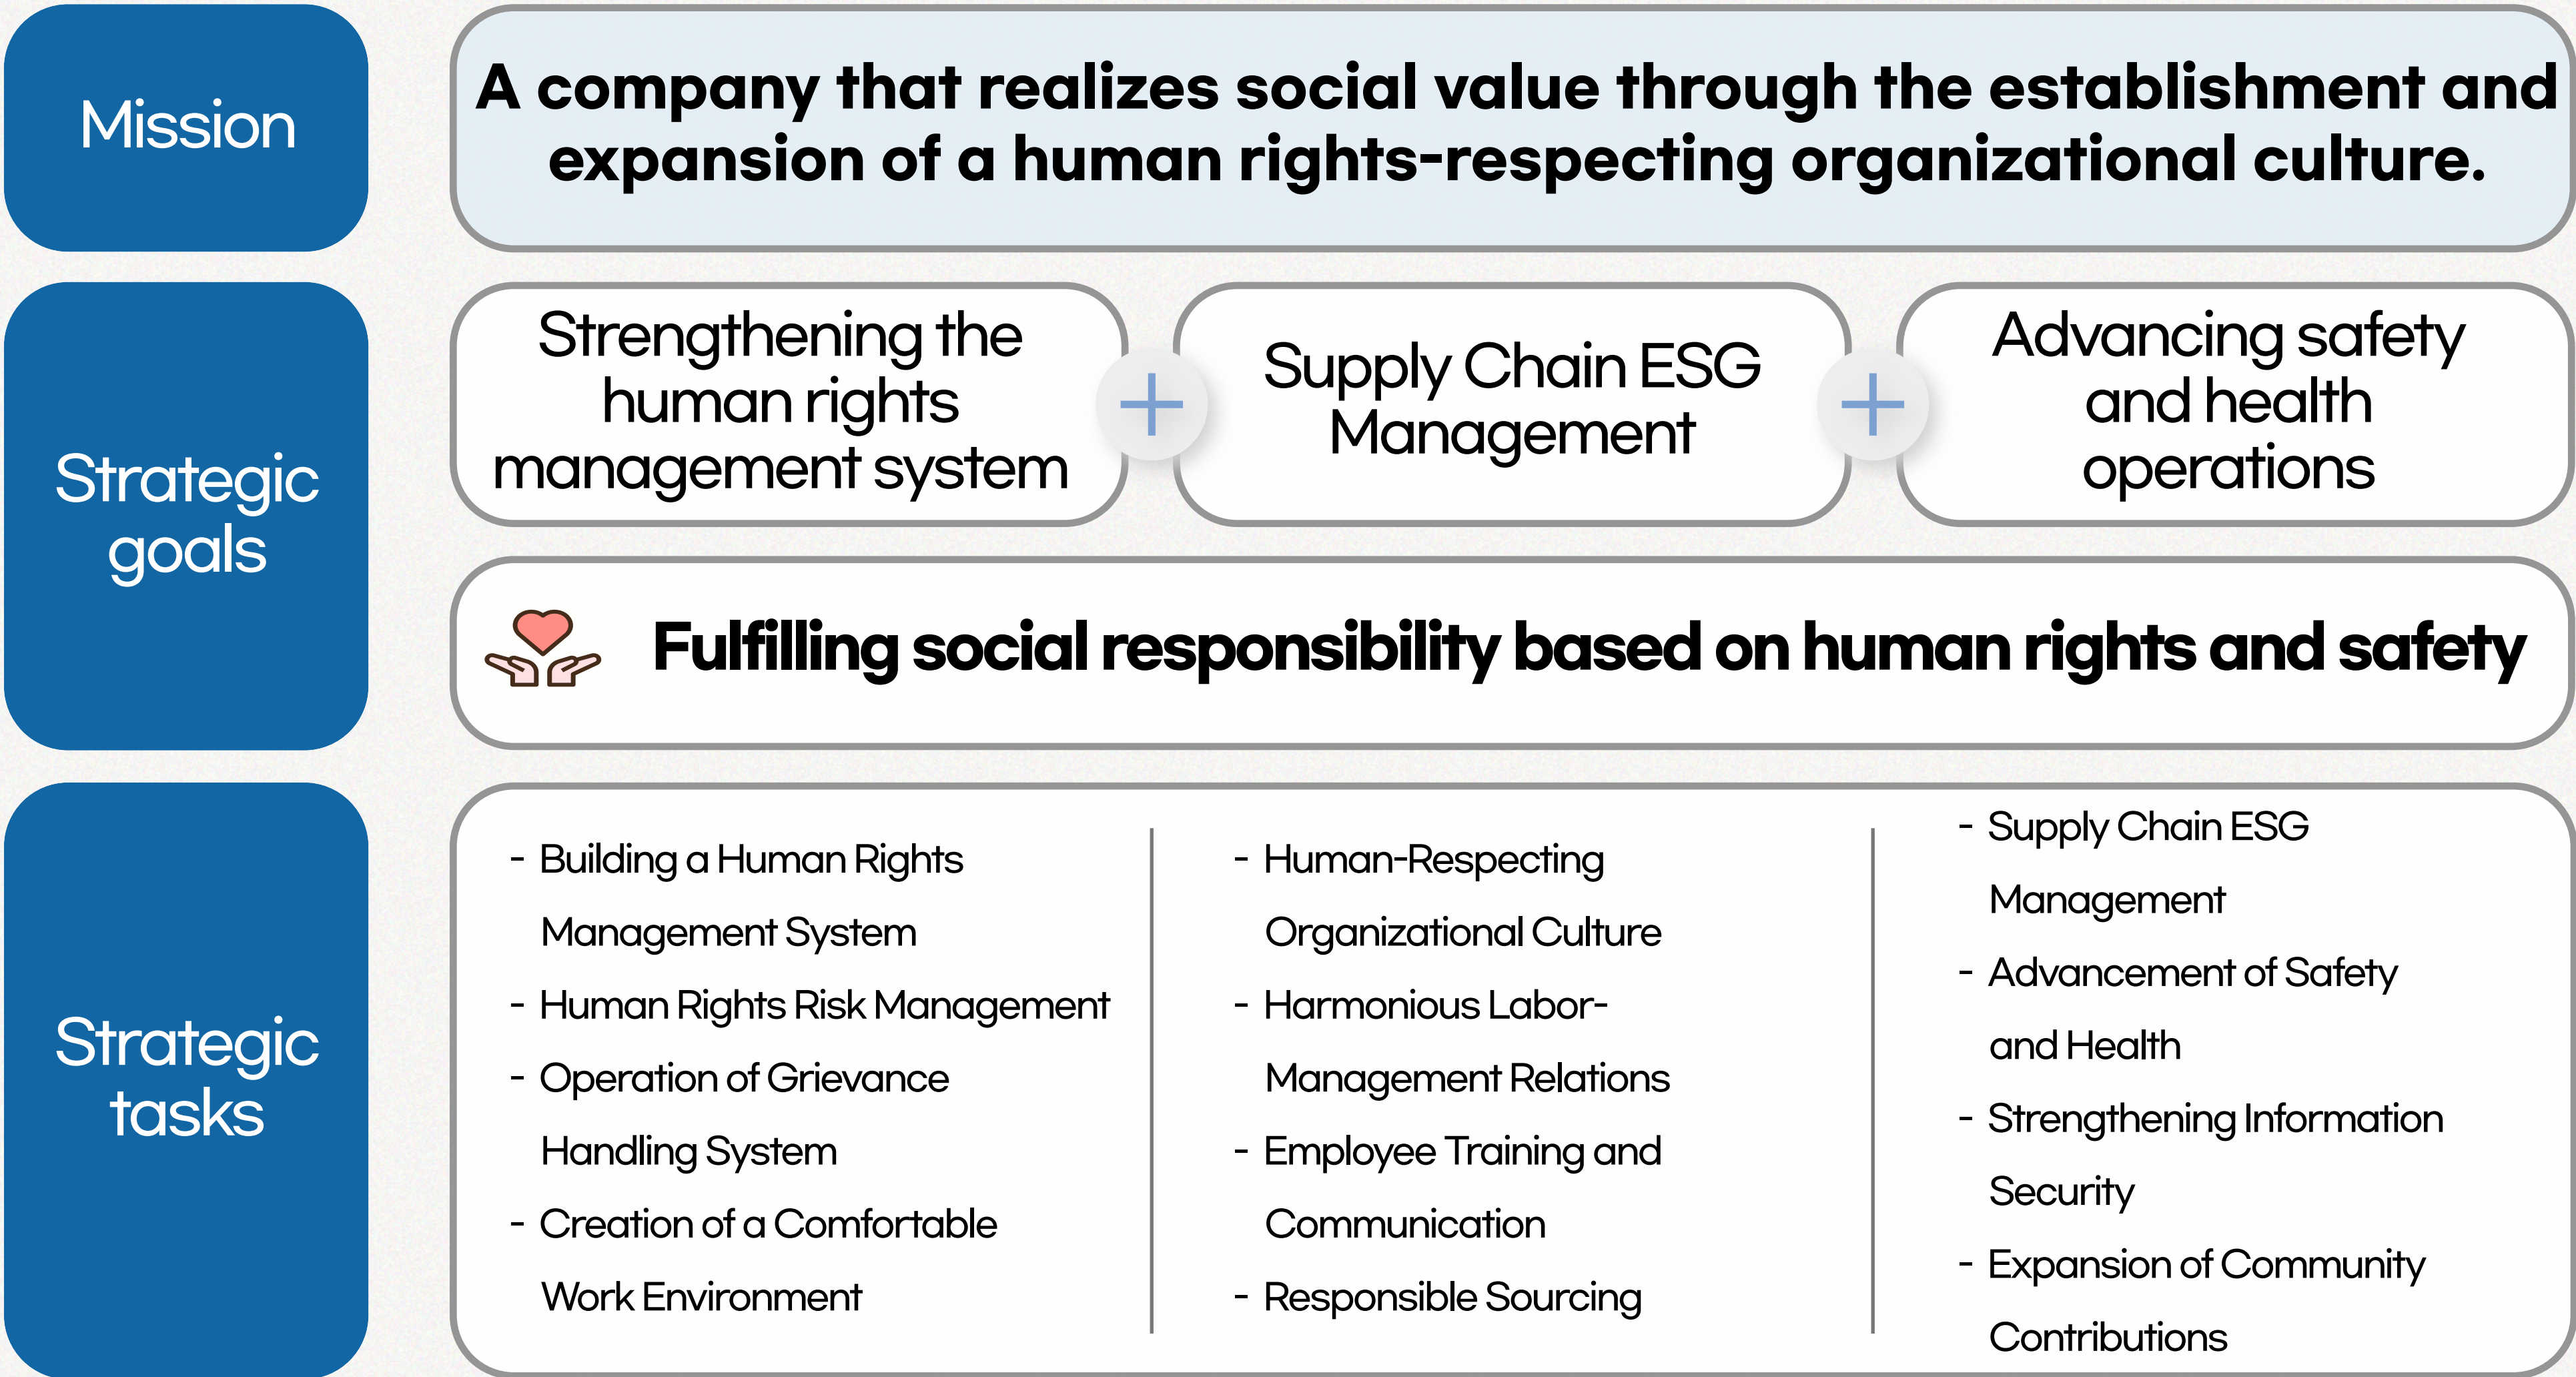 Mission
A company that realizes social value through the establishment and
expansion of a human rights-respecting organizational culture.
Strategic
goals
Strengthening the
human rights
management system
+
Supply Chain ESG
Management
+
Advancing safety
and health
operations
Fulfilling social responsibility based on human rights and safety
Strategic
tasks
- Building a Human Rights
Management System
- Human Rights Risk Management
- Operation of Grievance
Handling System
- Creation of a Comfortable
Work Environment
- Human-Respecting
Organizational Culture
- Harmonious Labor-
Management Relations
- Employee Training and
Communication
- Responsible Sourcing
- Supply Chain ESG
Management
- Advancement of Safety
and Health
- Strengthening Information
Security
- Expansion of Community
Contributions